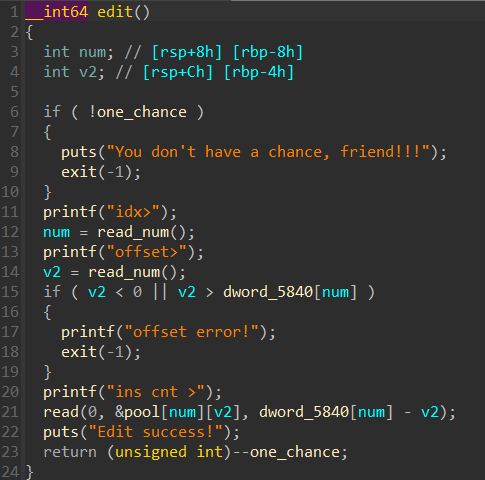 1 __int64 edit()
2 {
3 int num; // [rsp+8h] [rbp-8h]
4 int v2; // [rsp+Ch] [rbp-4h]
5
6 if ( !one_chance )
7 {
8 puts("You don't have a chance, friend!!!");
9 exit(-1);
10 }
11 printf("idx>");
12 num = read_num();
13 printf("offset>");
14 v2 = read_num();
15 if ( v2 < 0 || v2 > dword_5840[num] )
16 {
17 printf("offset error!");
18 exit(-1);
19 }
20 printf("ins cnt >");
21 read(0, &pool[num][v2], dword_5840[num] - v2);
22 puts("Edit success!");
23 return (unsigned int)--one_chance;
24 }